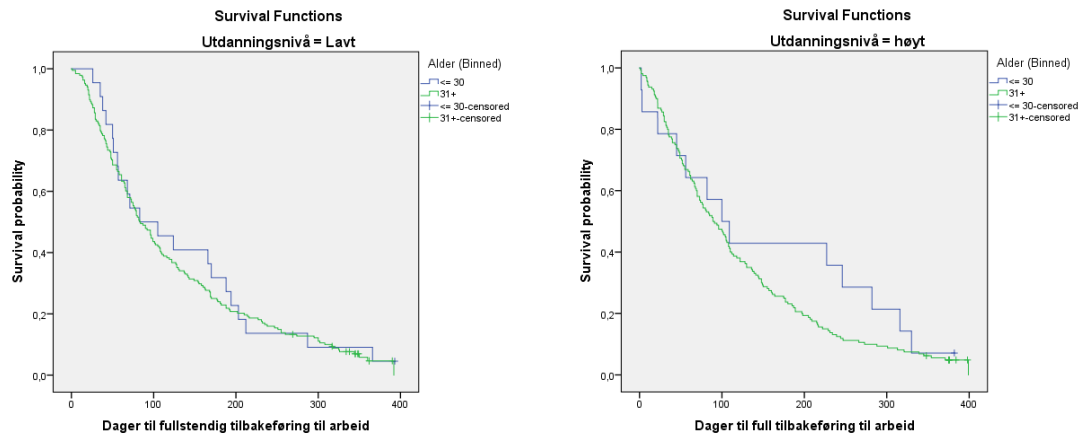 Survival Functions
Utdanningsnivå = Lavt
Alder (Binned)
<= 30
31+
<= 30-censored
31+-censored
1,0
0,8
0,6
0,4
0,2
0,0
Survival probability
0
100
200
300
400
Dager til fullstendig tilbakeføring til arbeid
Survival Functions
Utdanningsnivå = høyt
Alder (Binned)
<= 30
31+
<= 30-censored
31+-censored
1,0
0,8
0,6
0,4
0,2
0,0
Survival probability
0
100
200
300
400
Dager til full tilbakeføring til arbeid